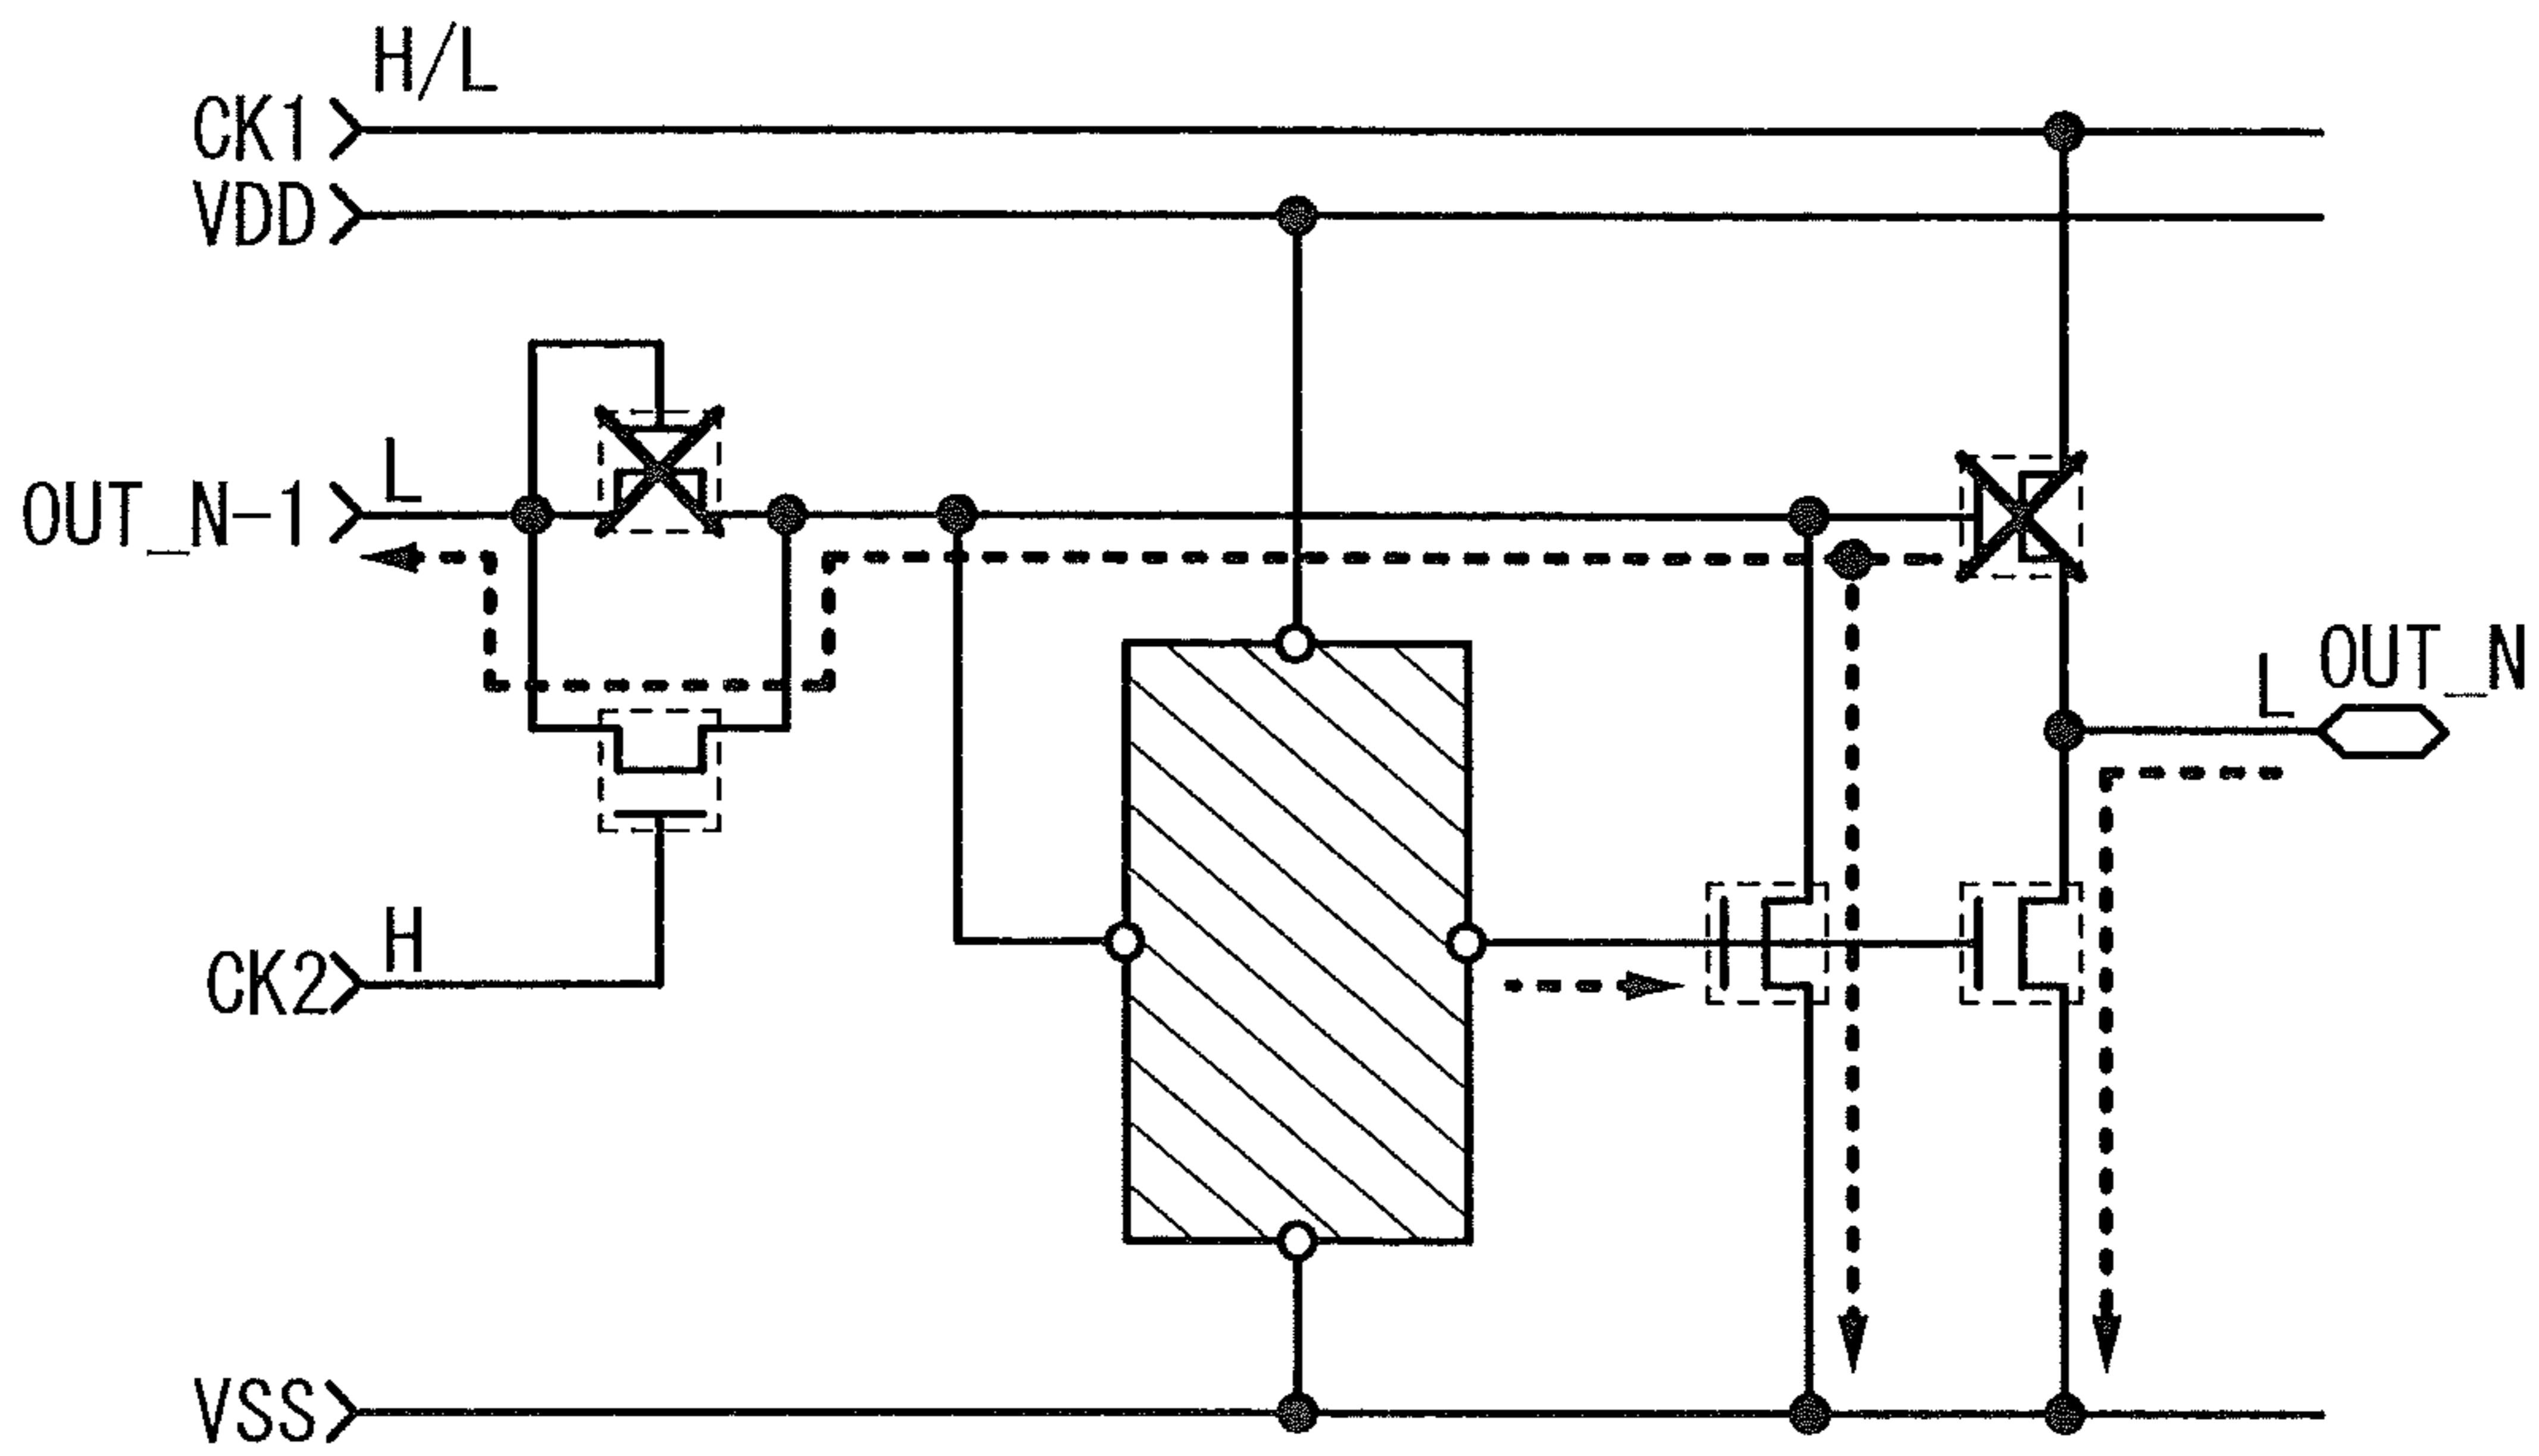 H/L
CK1
VDD
L
OUT_N-1
L
OUT_N
H
CK2
VSS